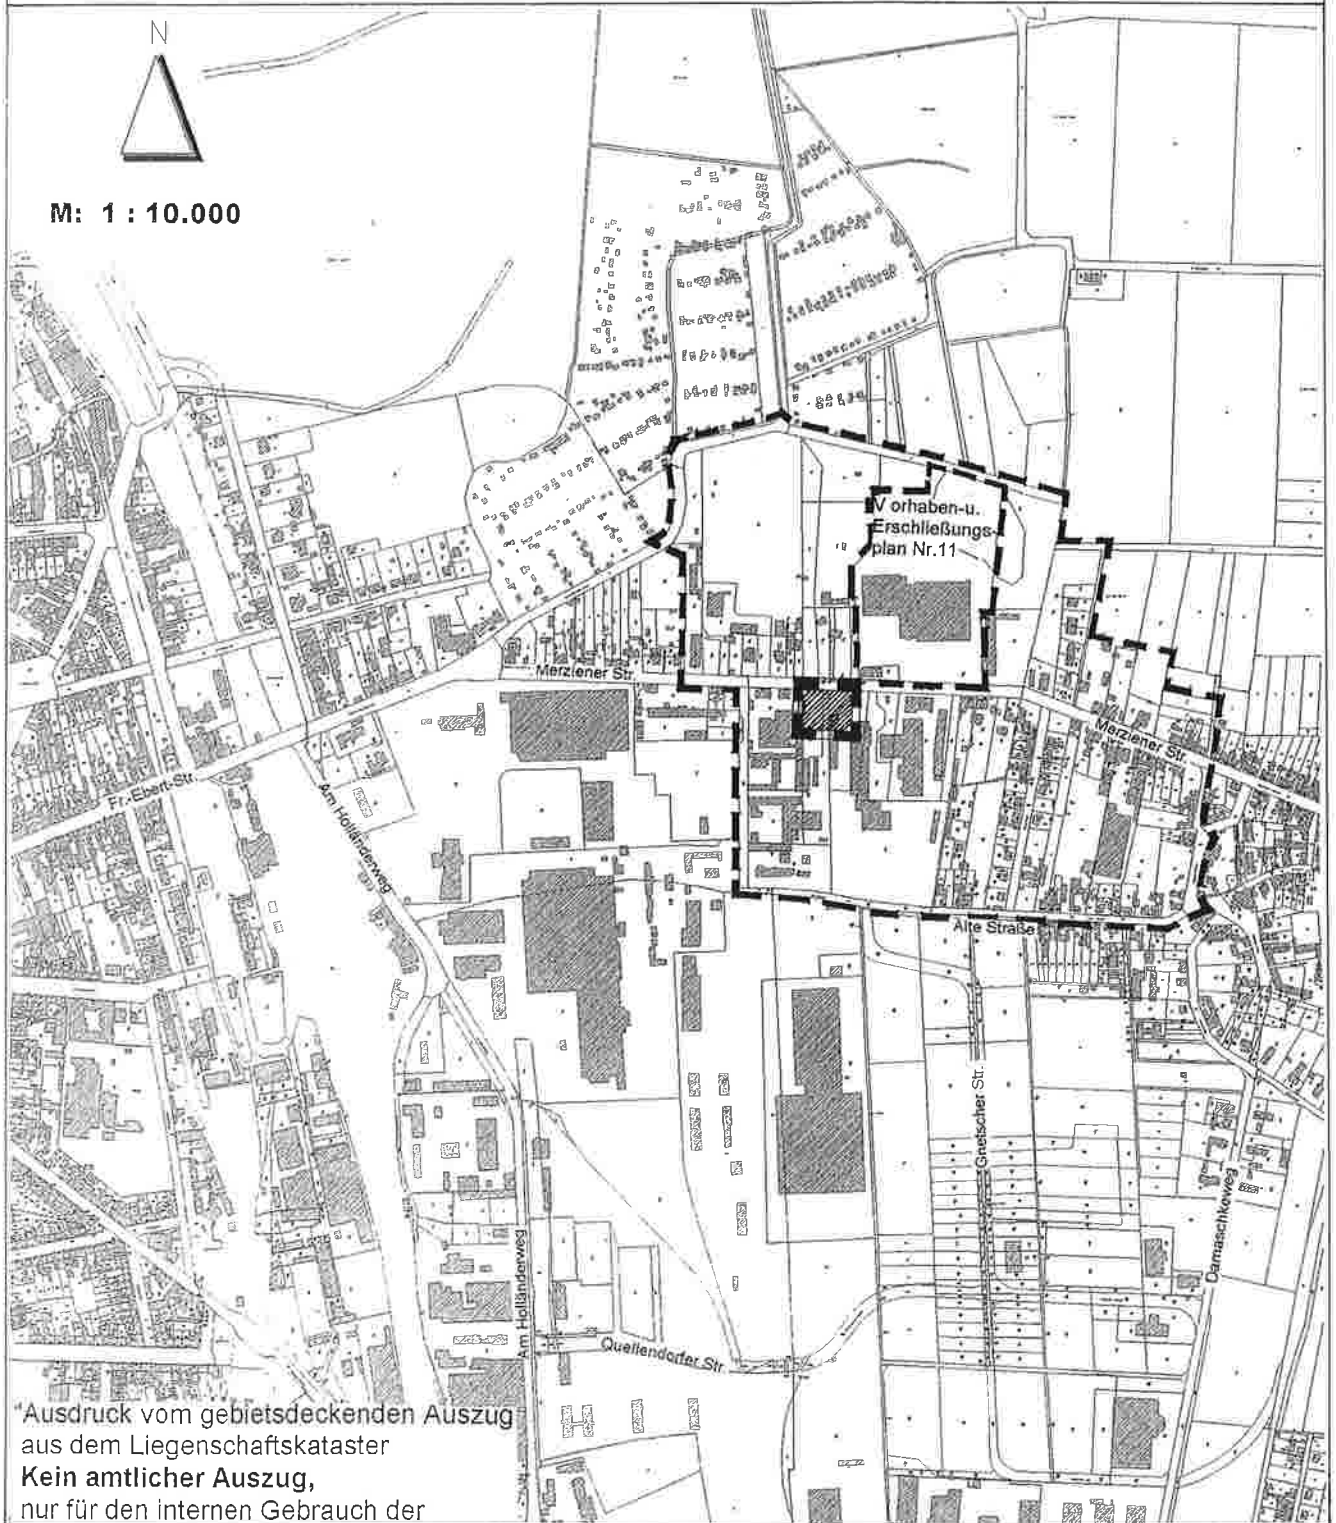 N
M: 1 : 10.000
V orhaben-u.
Erschließungs-
plan Nr.11
Merziener Str.
Merziener Str.
Fr.-Ebert-Str.
Am Holländerweg
Alte Straße
Gnetscher Str.
Damaschkeweg
Am Holländerweg
Quellendorfer Str.
"Ausdruck vom gebietsdeckenden Auszug
aus dem Liegenschaftskataster
Kein amtlicher Auszug,
nur für den internen Gebrauch der